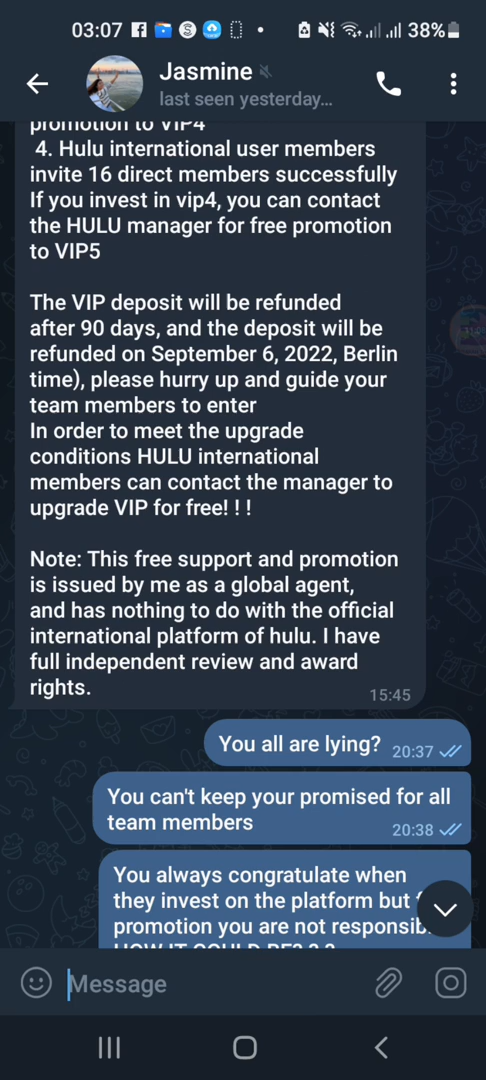 03:07
38%
Jasmine
last seen yesterday...
promotion to VIP4
4. Hulu international user members
invite 16 direct members successfully
If you invest in vip4, you can contact
the HULU manager for free promotion
to VIP5
The VIP deposit will be refunded
after 90 days, and the deposit will be
refunded on September 6, 2022, Berlin
time), please hurry up and guide your
team members to enter
In order to meet the upgrade
conditions HULU international
members can contact the manager to
upgrade VIP for free! ! !
Note: This free support and promotion
is issued by me as a global agent,
and has nothing to do with the official
international platform of hulu. I have
full independent review and award
rights.
15:45
You all are lying?
20:37
You can't keep your promised for all
team members
20:38
You always congratulate when
they invest on the platform but
promotion you are not
HOW IT COULD BE? ? ?
Message